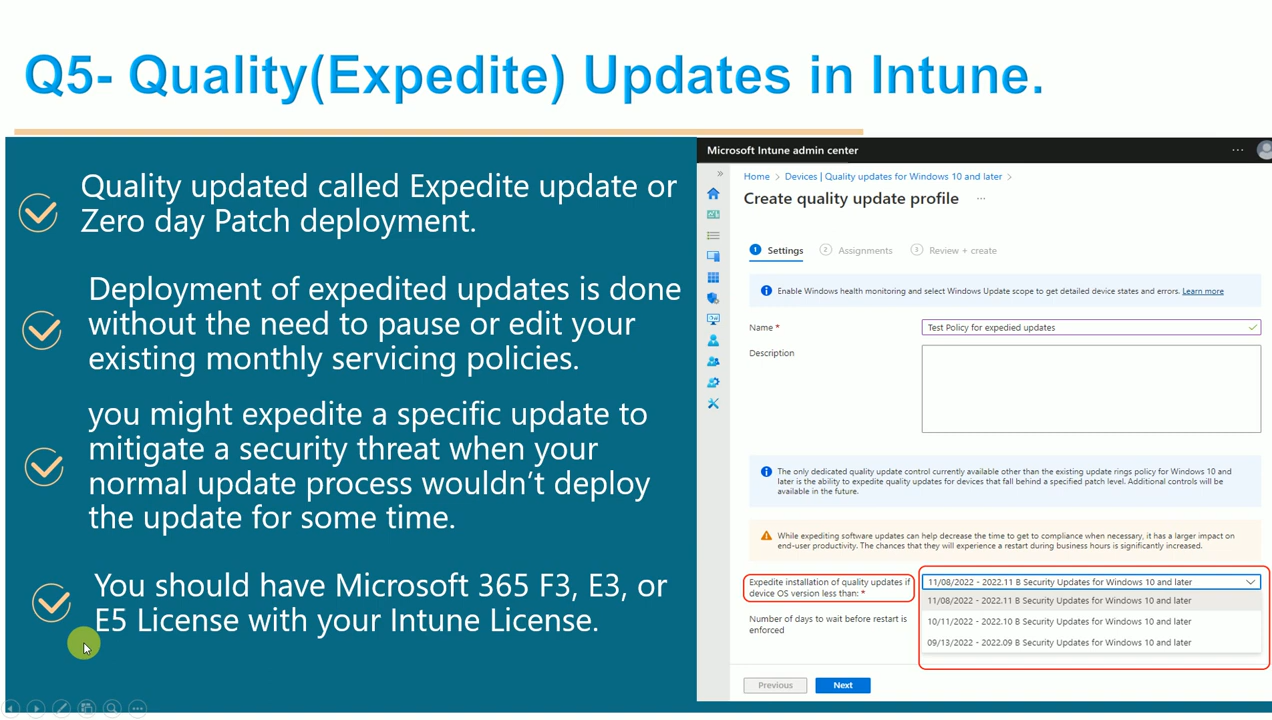 Q5- Quality(Expedite) Updates in Intune.
Quality updated called Expedite update or
Zero day Patch deployment.
Deployment of expedited updates is done
without the need to pause or edit your
existing monthly servicing policies.
you might expedite a specific update to
mitigate a security threat when your
normal update process wouldn't deploy
the update for some time.
You should have Microsoft 365 F3, E3, or
E5 License with your Intune License.
Microsoft Intune admin center
Home > Devices | Quality updates for Windows 10 and later >
Create quality update profile
1 Settings 2 Assignments 3 Review + create
Enable Windows health monitoring and select Windows Update scope to get detailed device states and errors. Learn more
Name * Test Policy for expedied updates
Description
The only dedicated quality update control currently available other than the existing update rings policy for Windows 10 and
later is the ability to expedite quality updates for devices that fall behind a specified patch level. Additional controls will be
available in the future.
While expediting software updates can help decrease the time to get to compliance when necessary, it has a larger impact on
end-user productivity. The chances that they will experience a restart during business hours is significantly increased.
Expedite installation of quality updates if
device OS version less than: *
11/08/2022 - 2022.11 B Security Updates for Windows 10 and later
11/08/2022 - 2022.11 B Security Updates for Windows 10 and later
10/11/2022 - 2022.10 B Security Updates for Windows 10 and later
09/13/2022 - 2022.09 B Security Updates for Windows 10 and later
Number of days to wait before restart is
enforced
Previous Next